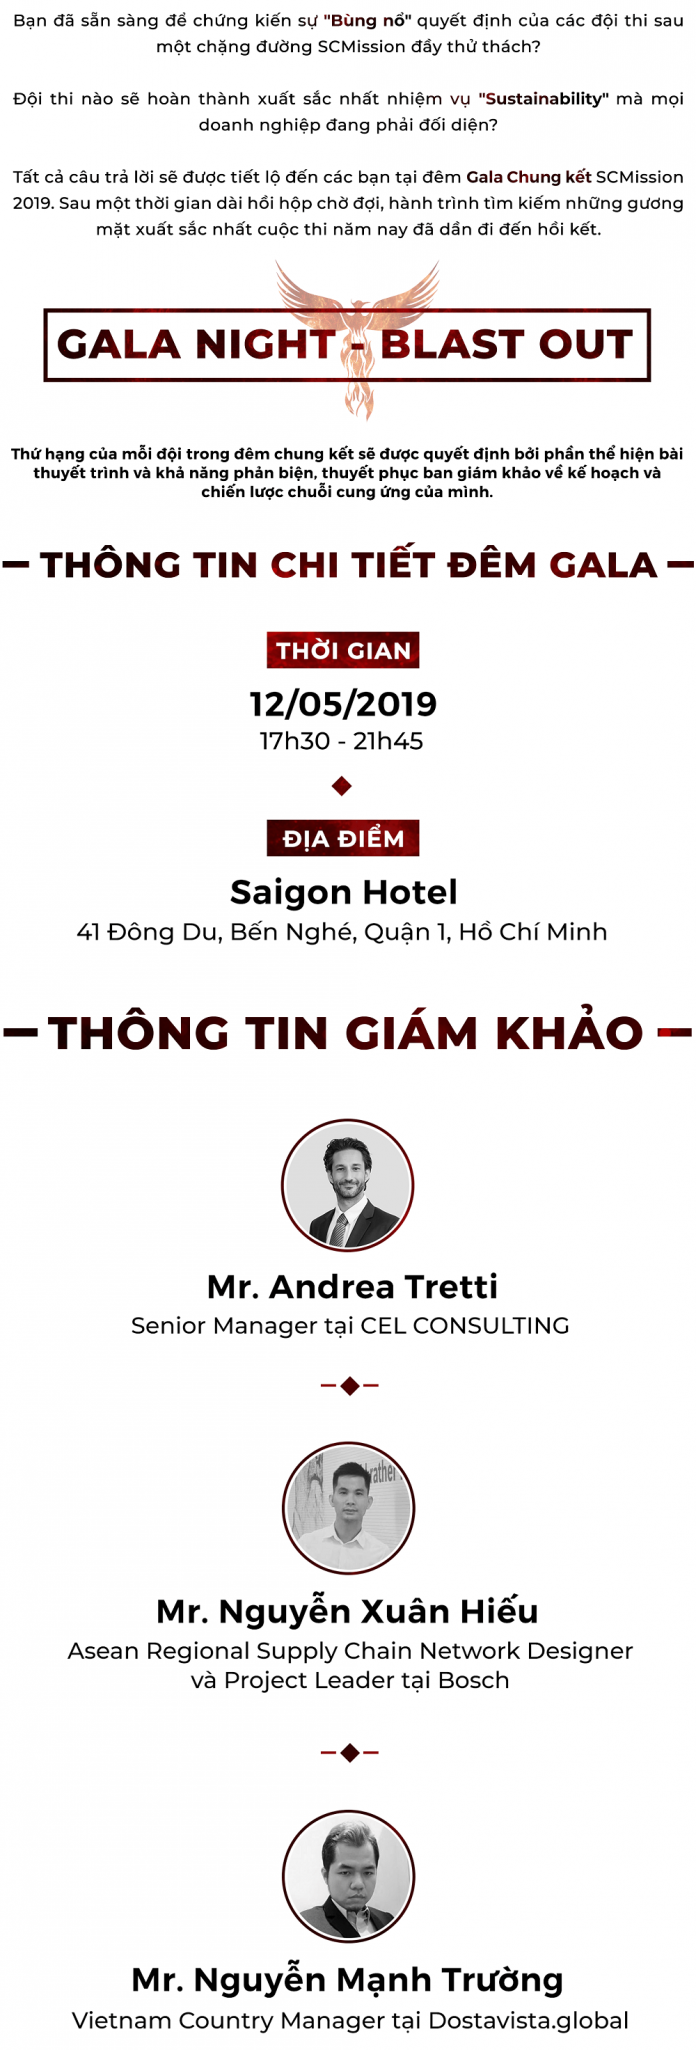 Bạn đã sẵn sàng để chứng kiến sự "Bùng nổ" quyết định của các đội thi sau
một chặng đường SCMission đầy thử thách?
Đội thi nào sẽ hoàn thành xuất sắc nhất nhiệm vụ "Sustainability" mà mọi
doanh nghiệp đang phải đối diện?
Tất cả câu trả lời sẽ được tiết lộ đến các bạn tại đêm Gala Chung kết SCMission
2019. Sau một thời gian dài hồi hộp chờ đợi, hành trình tìm kiếm những gương
mặt xuất sắc nhất cuộc thi năm nay đã dần đi đến hồi kết.
GALA NIGHT - BLAST OUT
Thứ hạng của mỗi đội trong đêm chung kết sẽ được quyết định bởi phần thể hiện bài
thuyết trình và khả năng phản biện, thuyết phục ban giám khảo về kế hoạch và
chiến lược chuỗi cung ứng của mình.
THÔNG TIN CHI TIẾT ĐÊM GALA
THỜI GIAN
12/05/2019
17h30 - 21h45
ĐỊA ĐIỂM
Saigon Hotel
41 Đông Du, Bến Nghé, Quận 1, Hồ Chí Minh
THÔNG TIN GIÁM KHẢO
Mr. Andrea Tretti
Senior Manager tại CEL CONSULTING
rather
Mr. Nguyễn Xuân Hiếu
Asean Regional Supply Chain Network Designer
và Project Leader tại Bosch
Mr. Nguyễn Mạnh Trường
Vietnam Country Manager tại Dostavista.global